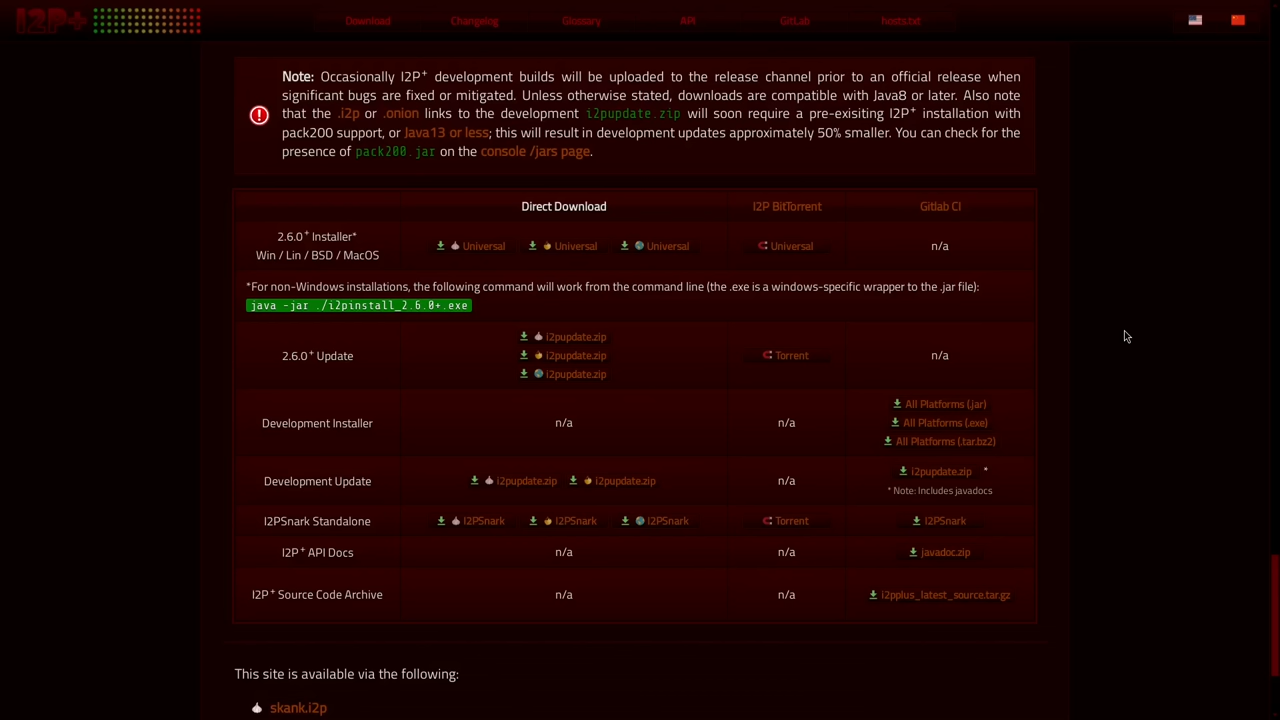 I2P+
Download Changelog Glossary API GitLab hosts.txt
Note: Occasionally I2P+ development builds will be uploaded to the release channel prior to an official release when
significant bugs are fixed or mitigated. Unless otherwise stated, downloads are compatible with Java8 or later. Also note
that the .i2p or .onion links to the development i2pupdate.zip will soon require a pre-exisiting I2P+ installation with
pack200 support, or Java13 or less; this will result in development updates approximately 50% smaller. You can check for the
presence of pack200.jar on the console /jars page.
Direct Download I2P BitTorrent Gitlab CI
2.6.0+ Installer*
Win / Lin / BSD / MacOS
Universal Universal Universal Universal n/a
*For non-Windows installations, the following command will work from the command line (the .exe is a windows-specific wrapper to the .jar file):
java -jar ./i2pinstall_2.6.0+.exe
2.6.0+ Update
i2pupdate.zip
i2pupdate.zip
i2pupdate.zip
Torrent n/a
Development Installer n/a n/a
All Platforms (.jar)
All Platforms (.exe)
All Platforms (.tar.bz2)
Development Update i2pupdate.zip i2pupdate.zip n/a
i2pupdate.zip *
* Note: Includes javadocs
I2PSnark Standalone I2PSnark I2PSnark I2PSnark Torrent I2PSnark
I2P+ API Docs n/a n/a javadoc.zip
I2P+ Source Code Archive n/a n/a i2pplus_latest_source.tar.gz
This site is available via the following:
skank.i2p